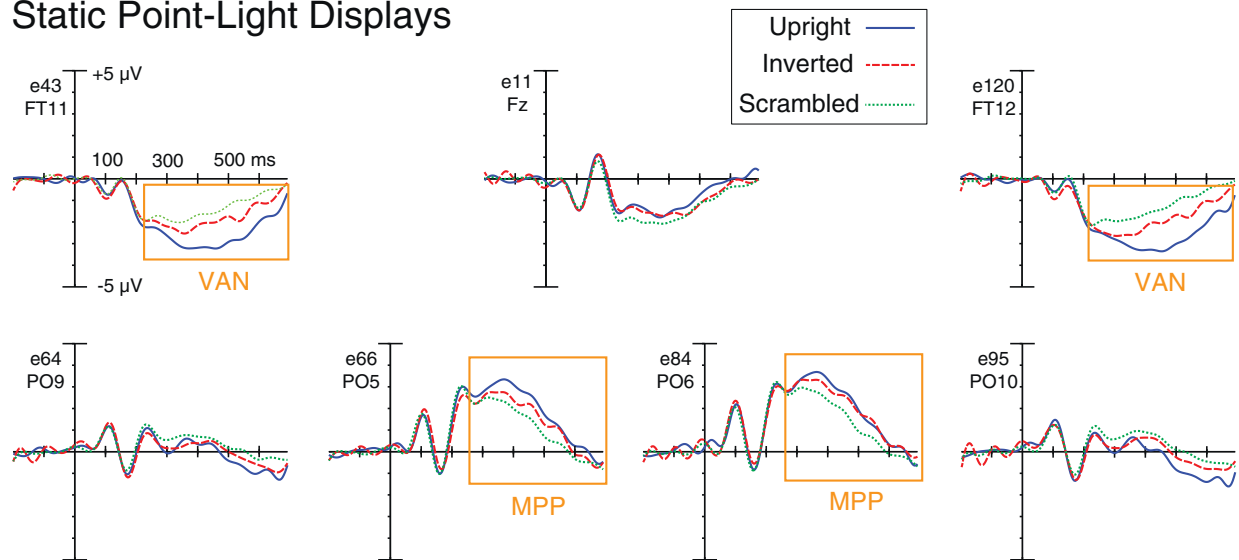 Static Point-Light Displays
Upright
Inverted
Scrambled
e43
FT11
+5 µV
100
300
500 ms
-5 µV
VAN
e11
Fz
e120
FT12
VAN
e64
PO9
e66
PO5
MPP
e84
PO6
MPP
e95
PO10